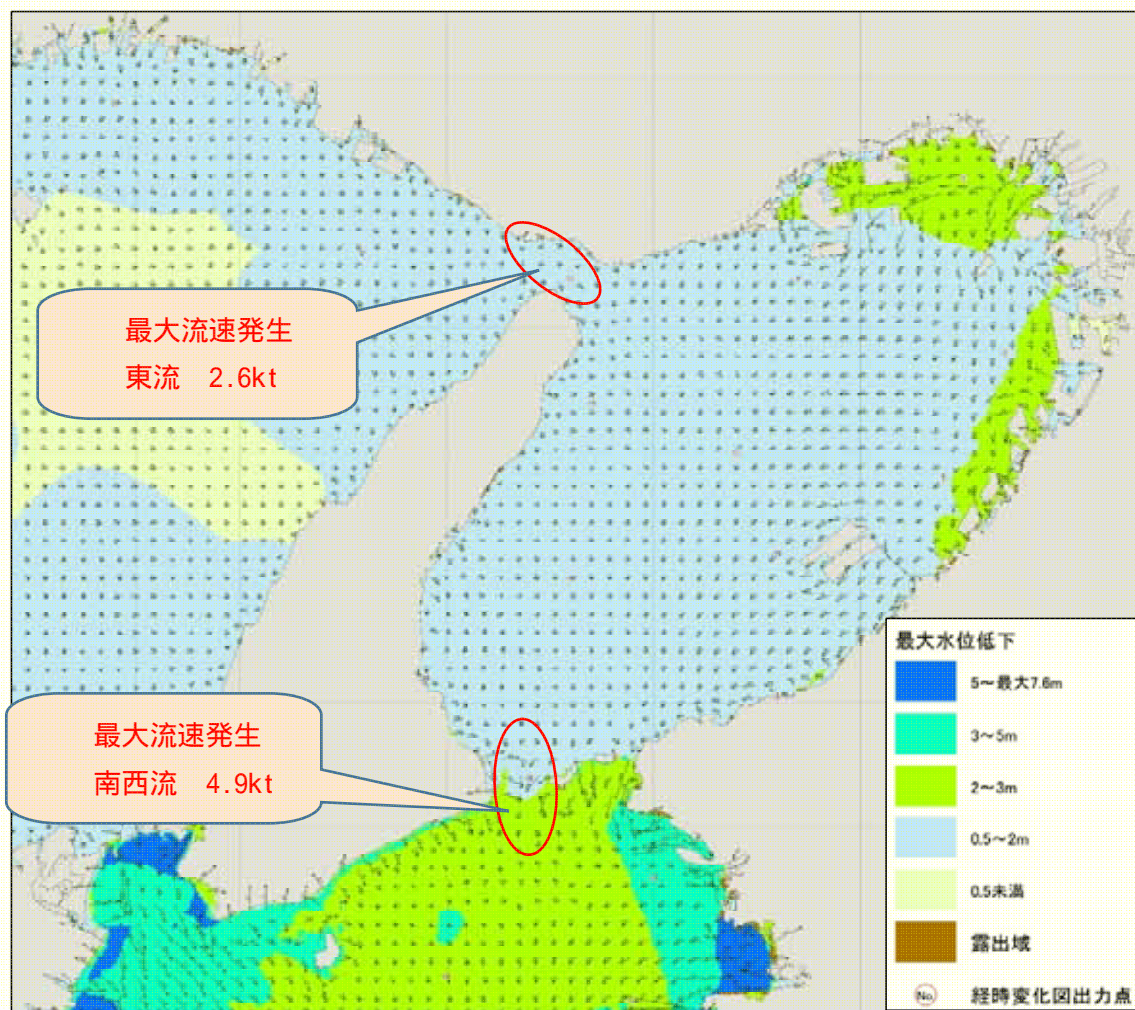 最大流速発生
東流　2.6kt
最大流速発生
南西流　4.9kt
最大水位低下
5～最大7.6m
3～5m
2～3m
0.5～2m
0.5未満
露出域
No. 経時変化図出力点